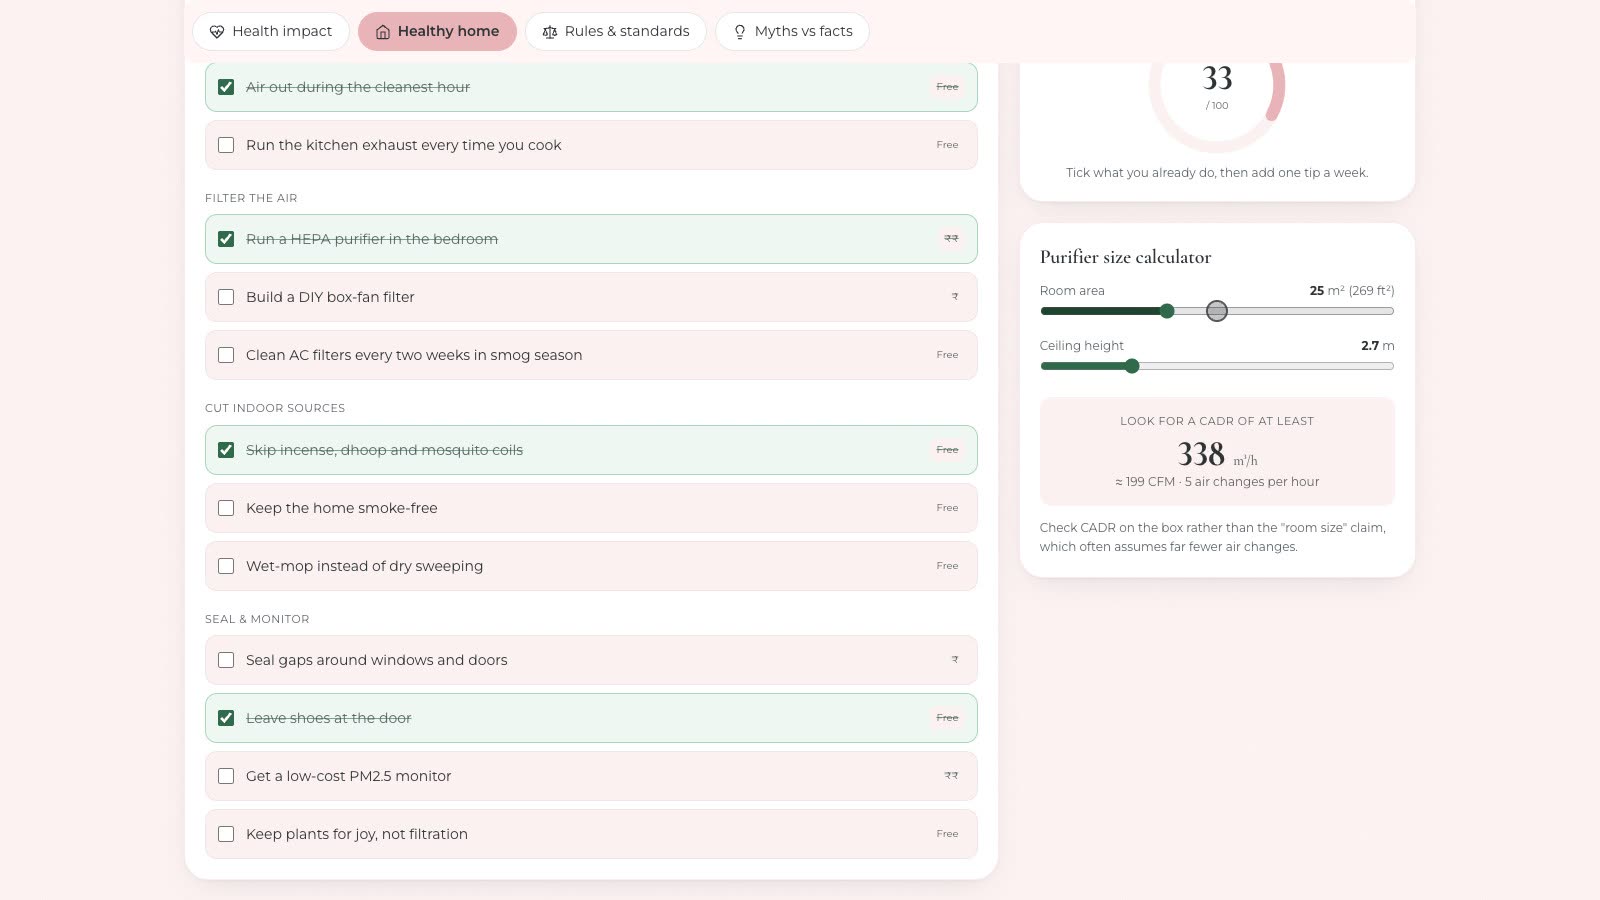 Health impact
Healthy home
Rules & standards
Myths vs facts
Air out during the cleanest hour
Free
Run the kitchen exhaust every time you cook
Free
FILTER THE AIR
Run a HEPA purifier in the bedroom
₹₹
Build a DIY box-fan filter
₹
Clean AC filters every two weeks in smog season
Free
CUT INDOOR SOURCES
Skip incense, dhoop and mosquito coils
Free
Keep the home smoke-free
Free
Wet-mop instead of dry sweeping
Free
SEAL & MONITOR
Seal gaps around windows and doors
₹
Leave shoes at the door
Free
Get a low-cost PM2.5 monitor
₹₹
Keep plants for joy, not filtration
Free
33
/ 100
Tick what you already do, then add one tip a week.
Purifier size calculator
Room area
25 m² (269 ft²)
Ceiling height
2.7 m
LOOK FOR A CADR OF AT LEAST
338 m³/h
≈ 199 CFM · 5 air changes per hour
Check CADR on the box rather than the "room size" claim,
which often assumes far fewer air changes.